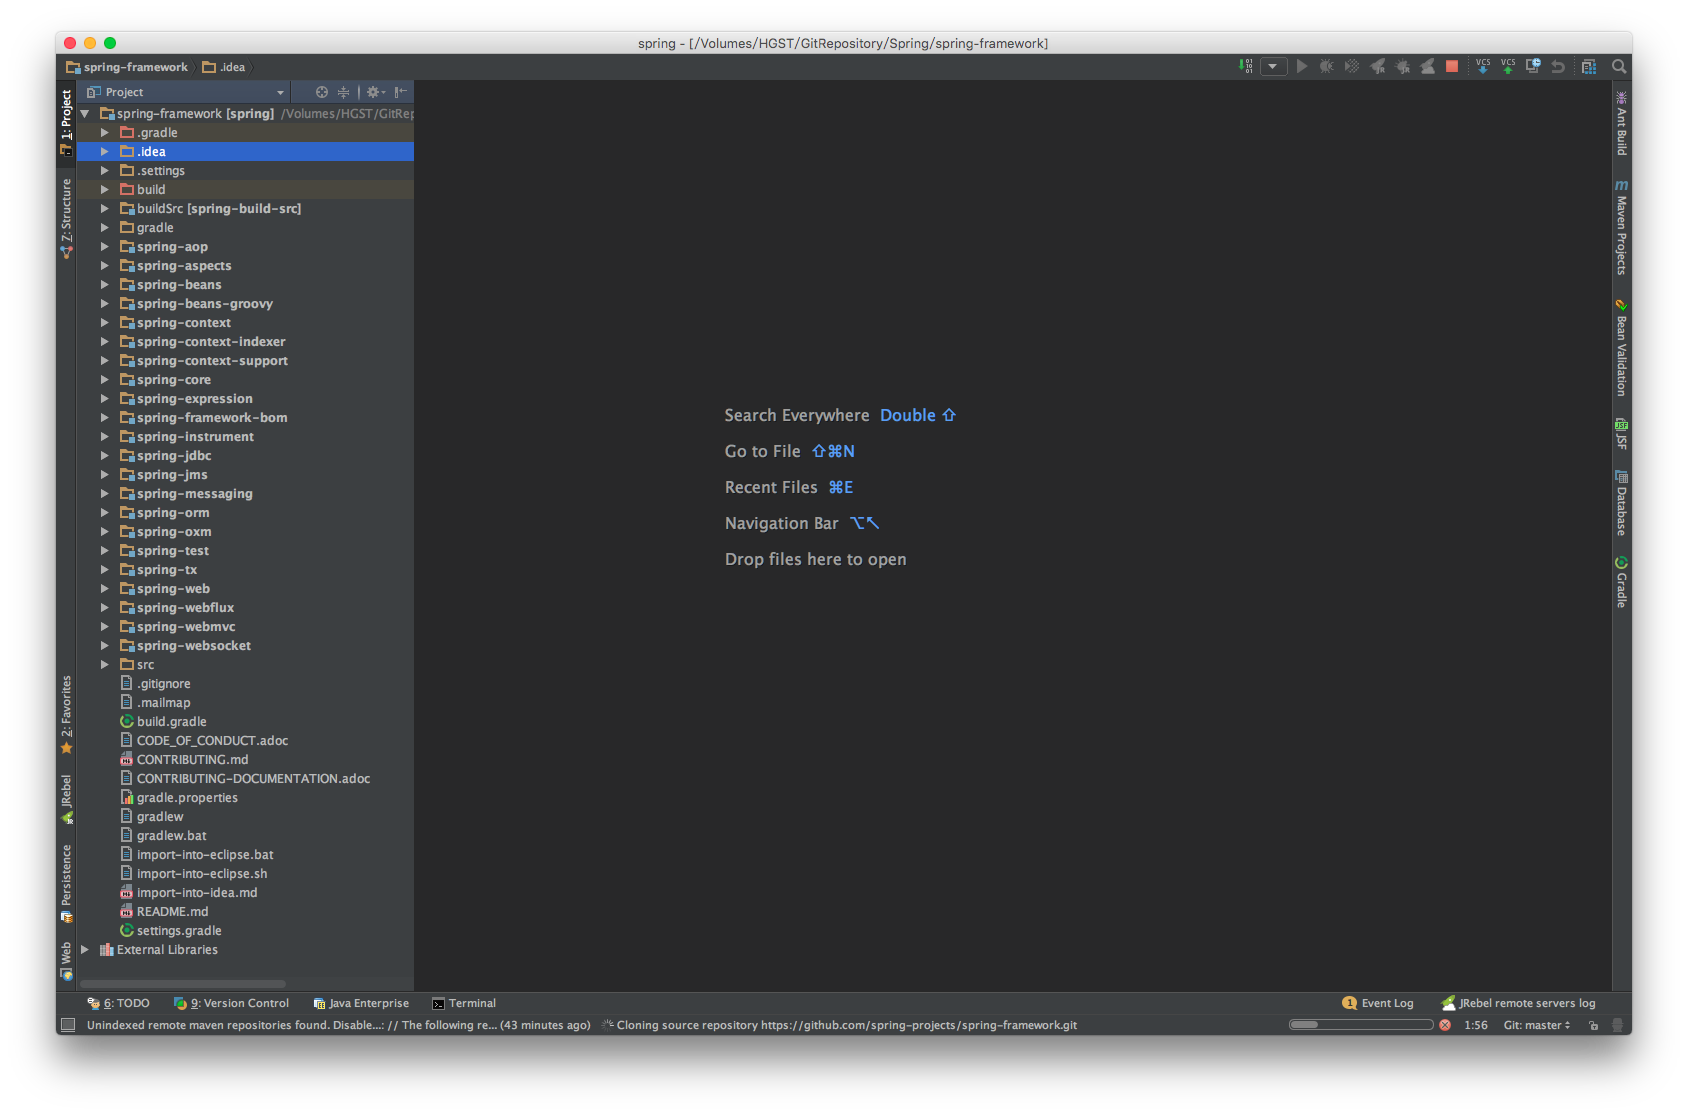 spring - [/Volumes/HGST/GitRepository/Spring/spring-framework]
spring-framework
.idea
VCS
VCS
1: Project
7: Structure
2: Favorites
JRebel
Persistence
Web
Project
spring-framework [spring] /Volumes/HGST/GitRep
.gradle
.idea
.settings
build
buildSrc [spring-build-src]
gradle
spring-aop
spring-aspects
spring-beans
spring-beans-groovy
spring-context
spring-context-indexer
spring-context-support
spring-core
spring-expression
spring-framework-bom
spring-instrument
spring-jdbc
spring-jms
spring-messaging
spring-orm
spring-oxm
spring-test
spring-tx
spring-web
spring-webflux
spring-webmvc
spring-websocket
src
.gitignore
.mailmap
build.gradle
CODE_OF_CONDUCT.adoc
CONTRIBUTING.md
CONTRIBUTING-DOCUMENTATION.adoc
gradle.properties
gradlew
gradlew.bat
import-into-eclipse.bat
import-into-eclipse.sh
import-into-idea.md
README.md
settings.gradle
External Libraries
Search Everywhere Double ⇧
Go to File ⇧⌘N
Recent Files ⌘E
Navigation Bar ⌥↖
Drop files here to open
Ant Build
Maven Projects
Bean Validation
JSF
Database
Gradle
6: TODO
9: Version Control
Java Enterprise
Terminal
1 Event Log
JRebel remote servers log
Unindexed remote maven repositories found. Disable...: // The following re... (43 minutes ago)
Cloning source repository https://github.com/spring-projects/spring-framework.git
1:56
Git: master